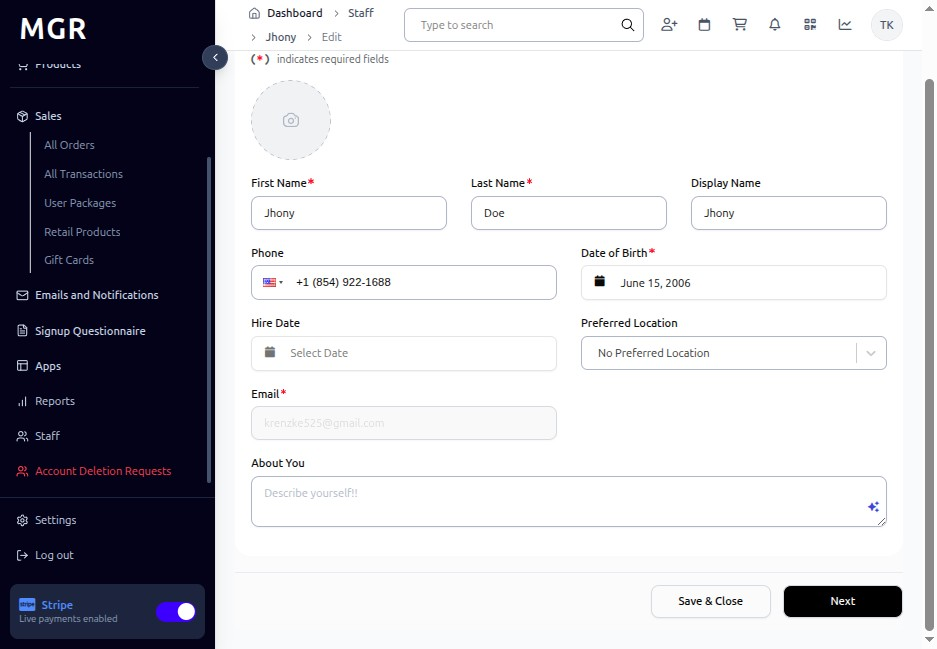 MGR
Products
Sales
All Orders
All Transactions
User Packages
Retail Products
Gift Cards
Emails and Notifications
Signup Questionnaire
Apps
Reports
Staff
Account Deletion Requests
Settings
Log out
stripe Stripe
Live payments enabled
Dashboard > Staff
> Jhony > Edit
Type to search
TK
(*) indicates required fields
First Name* Last Name* Display Name
Jhony Doe Jhony
Phone Date of Birth*
+1 (854) 922-1688 June 15, 2006
Hire Date Preferred Location
Select Date No Preferred Location
Email*
krenzke525@gmail.com
About You
Describe yourself!!
Save & Close Next